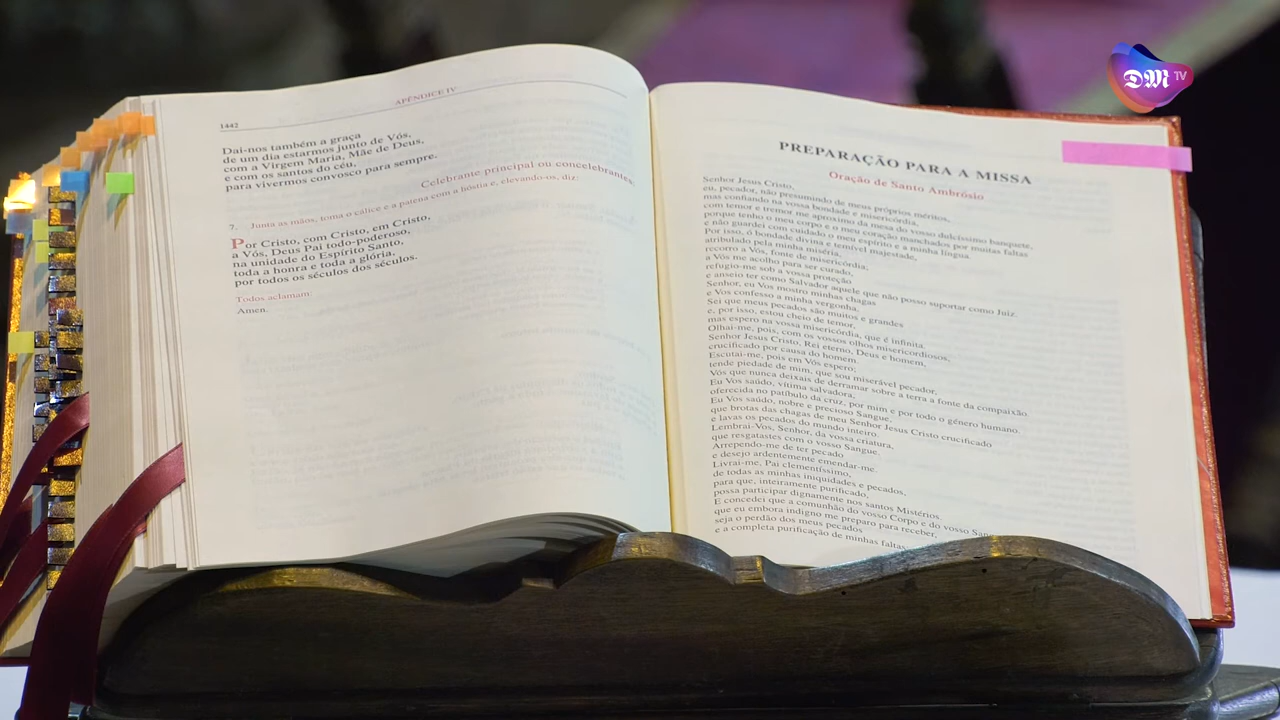 1442
APÊNDICE IV
Dai-nos também a graça
de um dia estarmos junto de Vós,
com a Virgem Maria, Mãe de Deus,
e com os santos do céu,
para vivermos convosco para sempre.
Celebrante principal ou concelebrantes:
7. Junta as mãos, toma o cálice e a patena com a hóstia e, elevando-os, diz:
Por Cristo, com Cristo, em Cristo,
a Vós, Deus Pai todo-poderoso,
na unidade do Espírito Santo,
toda a honra e toda a glória,
por todos os séculos dos séculos.
Todos aclamam:
Amen.
PREPARAÇÃO PARA A MISSA
Oração de Santo Ambrósio
Senhor Jesus Cristo,
eu, pecador, não presumindo de meus próprios méritos,
mas confiando na vossa bondade e misericórdia,
com temor e tremor me aproximo da mesa do vosso dulcíssimo banquete,
porque tenho o meu corpo e o meu coração manchados por muitas faltas
e não guardei com cuidado o meu espírito e a minha língua.
Por isso, ó bondade divina e temível majestade,
atribulado pela minha miséria,
recorro a Vós, fonte de misericórdia;
a Vós me acolho para ser curado,
refugio-me sob a vossa proteção
e anseio ter como Salvador aquele que não posso suportar como Juiz.
Senhor, eu Vos mostro minhas chagas
e Vos confesso a minha vergonha.
Sei que meus pecados são muitos e grandes
e, por isso, estou cheio de temor,
mas espero na vossa misericórdia, que é infinita.
Olhai-me, pois, com os vossos olhos misericordiosos,
Senhor Jesus Cristo, Rei eterno, Deus e homem,
crucificado por causa do homem.
Escutai-me, pois em Vós espero;
tende piedade de mim, que sou miserável pecador,
Vós que nunca deixais de derramar sobre a terra a fonte da compaixão.
Eu Vos saúdo, vítima salvadora,
oferecida no patíbulo da cruz, por mim e por todo o género humano.
Eu Vos saúdo, nobre e precioso Sangue,
que brotas das chagas de meu Senhor Jesus Cristo crucificado
e lavas os pecados do mundo inteiro.
Lembrai-Vos, Senhor, da vossa criatura,
que resgatastes com o vosso Sangue.
Arrependo-me de ter pecado
e desejo ardentemente emendar-me.
Livrai-me, Pai clementíssimo,
de todas as minhas iniquidades e pecados,
para que, inteiramente purificado,
possa participar dignamente nos santos Mistérios.
E concedei que a comunhão do vosso Corpo e do vosso
que eu embora indigno me preparo para receber,
seja o perdão dos meus pecados
e a completa purificação de minhas faltas
DM TV